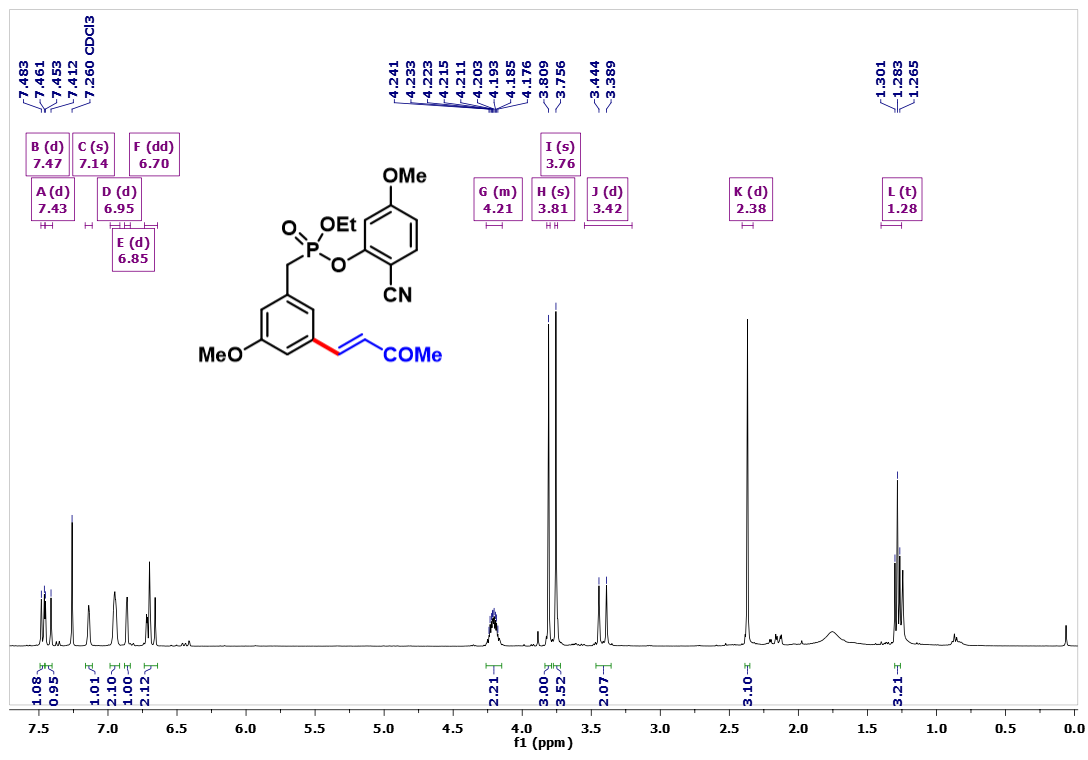 7.483
7.461
7.453
7.412
7.260 CDCl3
4.241
4.233
4.223
4.215
4.211
4.203
4.193
4.185
4.176
3.809
3.756
3.444
3.389
1.301
1.283
1.265
B (d)
7.47
C (s)
7.14
F (dd)
6.70
I (s)
3.76
A (d)
7.43
D (d)
6.95
G (m)
4.21
H (s)
3.81
J (d)
3.42
K (d)
2.38
L (t)
1.28
E (d)
6.85
OMe
O
OEt
P
O
CN
MeO
COMe
1.08
0.95
1.01
2.10
1.00
2.12
2.21
3.00
3.52
2.07
3.10
3.21
7.5 7.0 6.5 6.0 5.5 5.0 4.5 4.0 3.5 3.0 2.5 2.0 1.5 1.0 0.5 0.0
f1 (ppm)